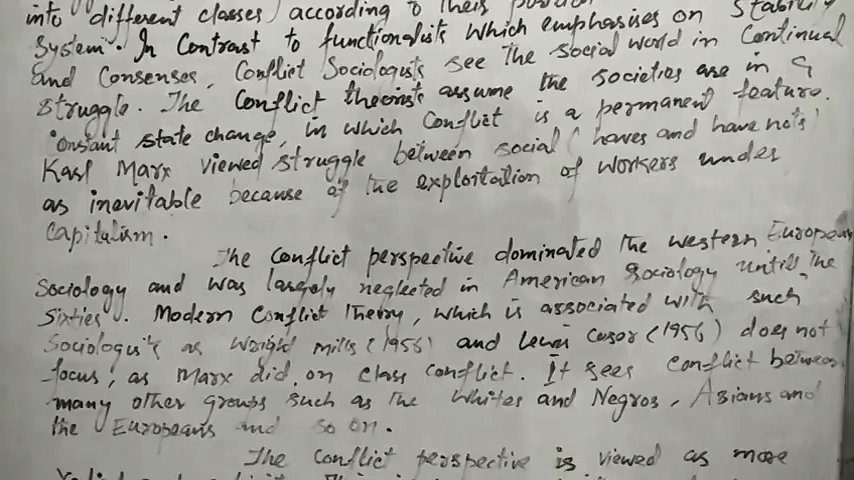 into different classes) according to their
System. In Contrast to functionalists which emphasises on Stability
and Consenses, Conflict Sociologists see the social world in Continual
Struggle. The Conflict theorists assume the societies are in a
onstant state change, in which Conflict is a permanent feature.
Karl Marx viewed struggle between social (haves and have nots)
as inevitable because of the exploitation of workers under
Capitalism.
The Conflict perspective dominated the western European
Sociology and was largely neglected in American Sociology untill the
Sixties. Modern Conflict Theory, which is associated with such
Sociologists as Wright Mills (1956) and Lewis Coser (1956) does not
focus, as Marx did, on class Conflict. It sees Conflict between
many other groups such as the Whites and Negros, Asians and
the Europeans and so on.
The Conflict perspective is viewed as more